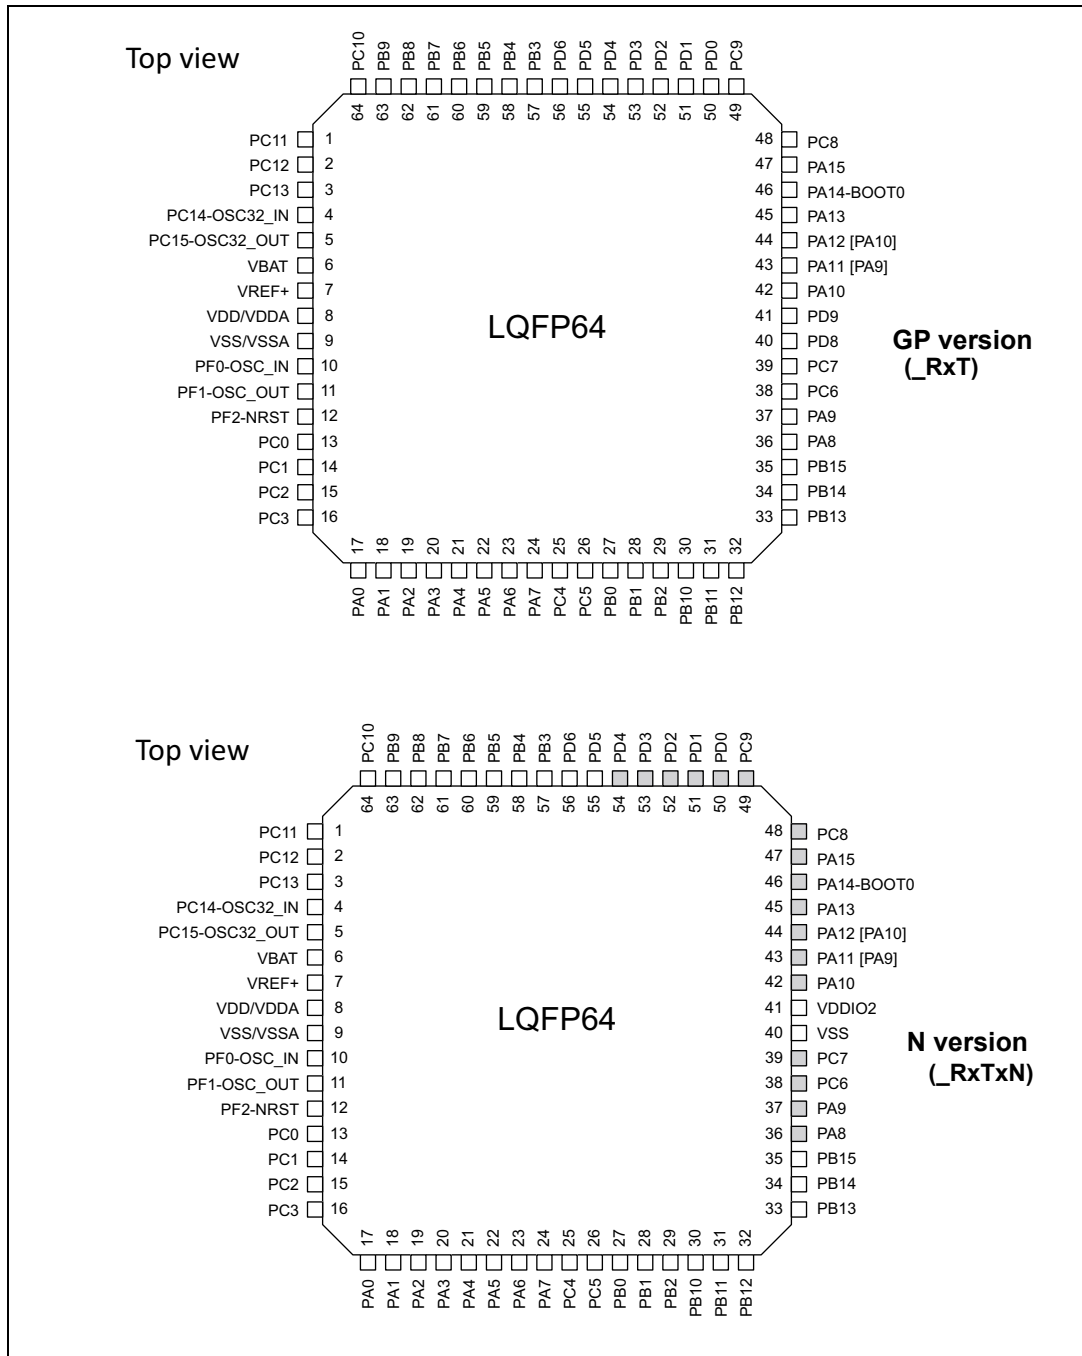 Top view
PC10 PB9 PB8 PB7 PB6 PB5 PB4 PB3 PD6 PD5 PD4 PD3 PD2 PD1 PD0 PC9
64 63 62 61 60 59 58 57 56 55 54 53 52 51 50 49
PC11 1 48 PC8
PC12 2 47 PA15
PC13 3 46 PA14-BOOT0
PC14-OSC32_IN 4 45 PA13
PC15-OSC32_OUT 5 44 PA12 [PA10]
VBAT 6 43 PA11 [PA9]
VREF+ 7 42 PA10
VDD/VDDA 8 41 PD9
LQFP64
GP version
(_RxT)
VSS/VSSA 9 40 PD8
PF0-OSC_IN 10 39 PC7
PF1-OSC_OUT 11 38 PC6
PF2-NRST 12 37 PA9
PC0 13 36 PA8
PC1 14 35 PB15
PC2 15 34 PB14
PC3 16 33 PB13
17 18 19 20 21 22 23 24 25 26 27 28 29 30 31 32
PA0 PA1 PA2 PA3 PA4 PA5 PA6 PA7 PC4 PC5 PB0 PB1 PB2 PB10 PB11 PB12
Top view
PC10 PB9 PB8 PB7 PB6 PB5 PB4 PB3 PD6 PD5 PD4 PD3 PD2 PD1 PD0 PC9
64 63 62 61 60 59 58 57 56 55 54 53 52 51 50 49
PC11 1 48 PC8
PC12 2 47 PA15
PC13 3 46 PA14-BOOT0
PC14-OSC32_IN 4 45 PA13
PC15-OSC32_OUT 5 44 PA12 [PA10]
VBAT 6 43 PA11 [PA9]
VREF+ 7 42 PA10
VDD/VDDA 8 41 VDDIO2
LQFP64
N version
(_RxTxN)
VSS/VSSA 9 40 VSS
PF0-OSC_IN 10 39 PC7
PF1-OSC_OUT 11 38 PC6
PF2-NRST 12 37 PA9
PC0 13 36 PA8
PC1 14 35 PB15
PC2 15 34 PB14
PC3 16 33 PB13
17 18 19 20 21 22 23 24 25 26 27 28 29 30 31 32
PA0 PA1 PA2 PA3 PA4 PA5 PA6 PA7 PC4 PC5 PB0 PB1 PB2 PB10 PB11 PB12